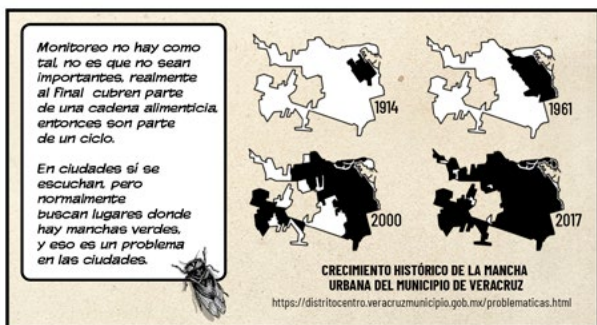 Monitoreo no hay como
tal, no es que no sean
importantes, realmente
al Final cubren parte
de una cadena alimenticia,
entonces son parte
de un ciclo.
En ciudades sí se
escuchan, pero
normalmente
buscan lugares donde
hay manchas verdes,
y eso es un problema
en las ciudades.
1914
1961
2000
2017
CRECIMIENTO HISTÓRICO DE LA MANCHA
URBANA DEL MUNICIPIO DE VERACRUZ
https://distritocentro.veracruzmunicipio.gob.mx/problematicas.html